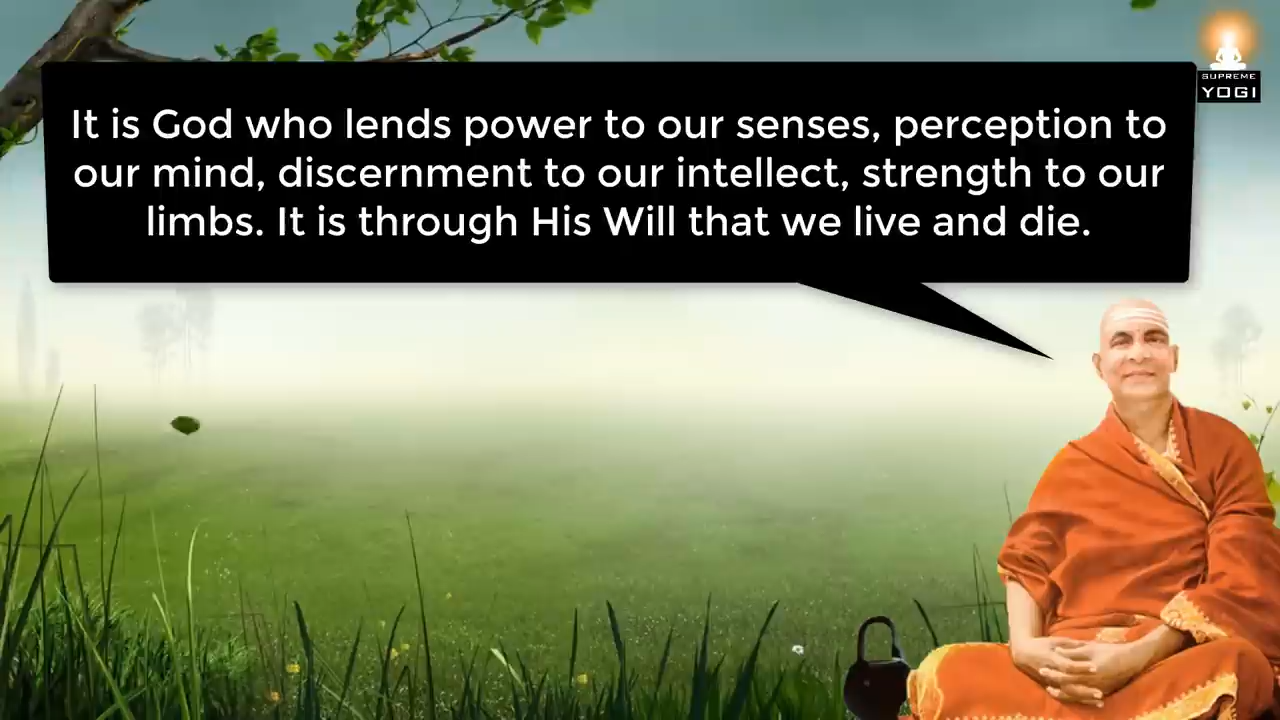 It is God who lends power to our senses, perception to
our mind, discernment to our intellect, strength to our
limbs. It is through His Will that we live and die.
SUPREME
YOGI